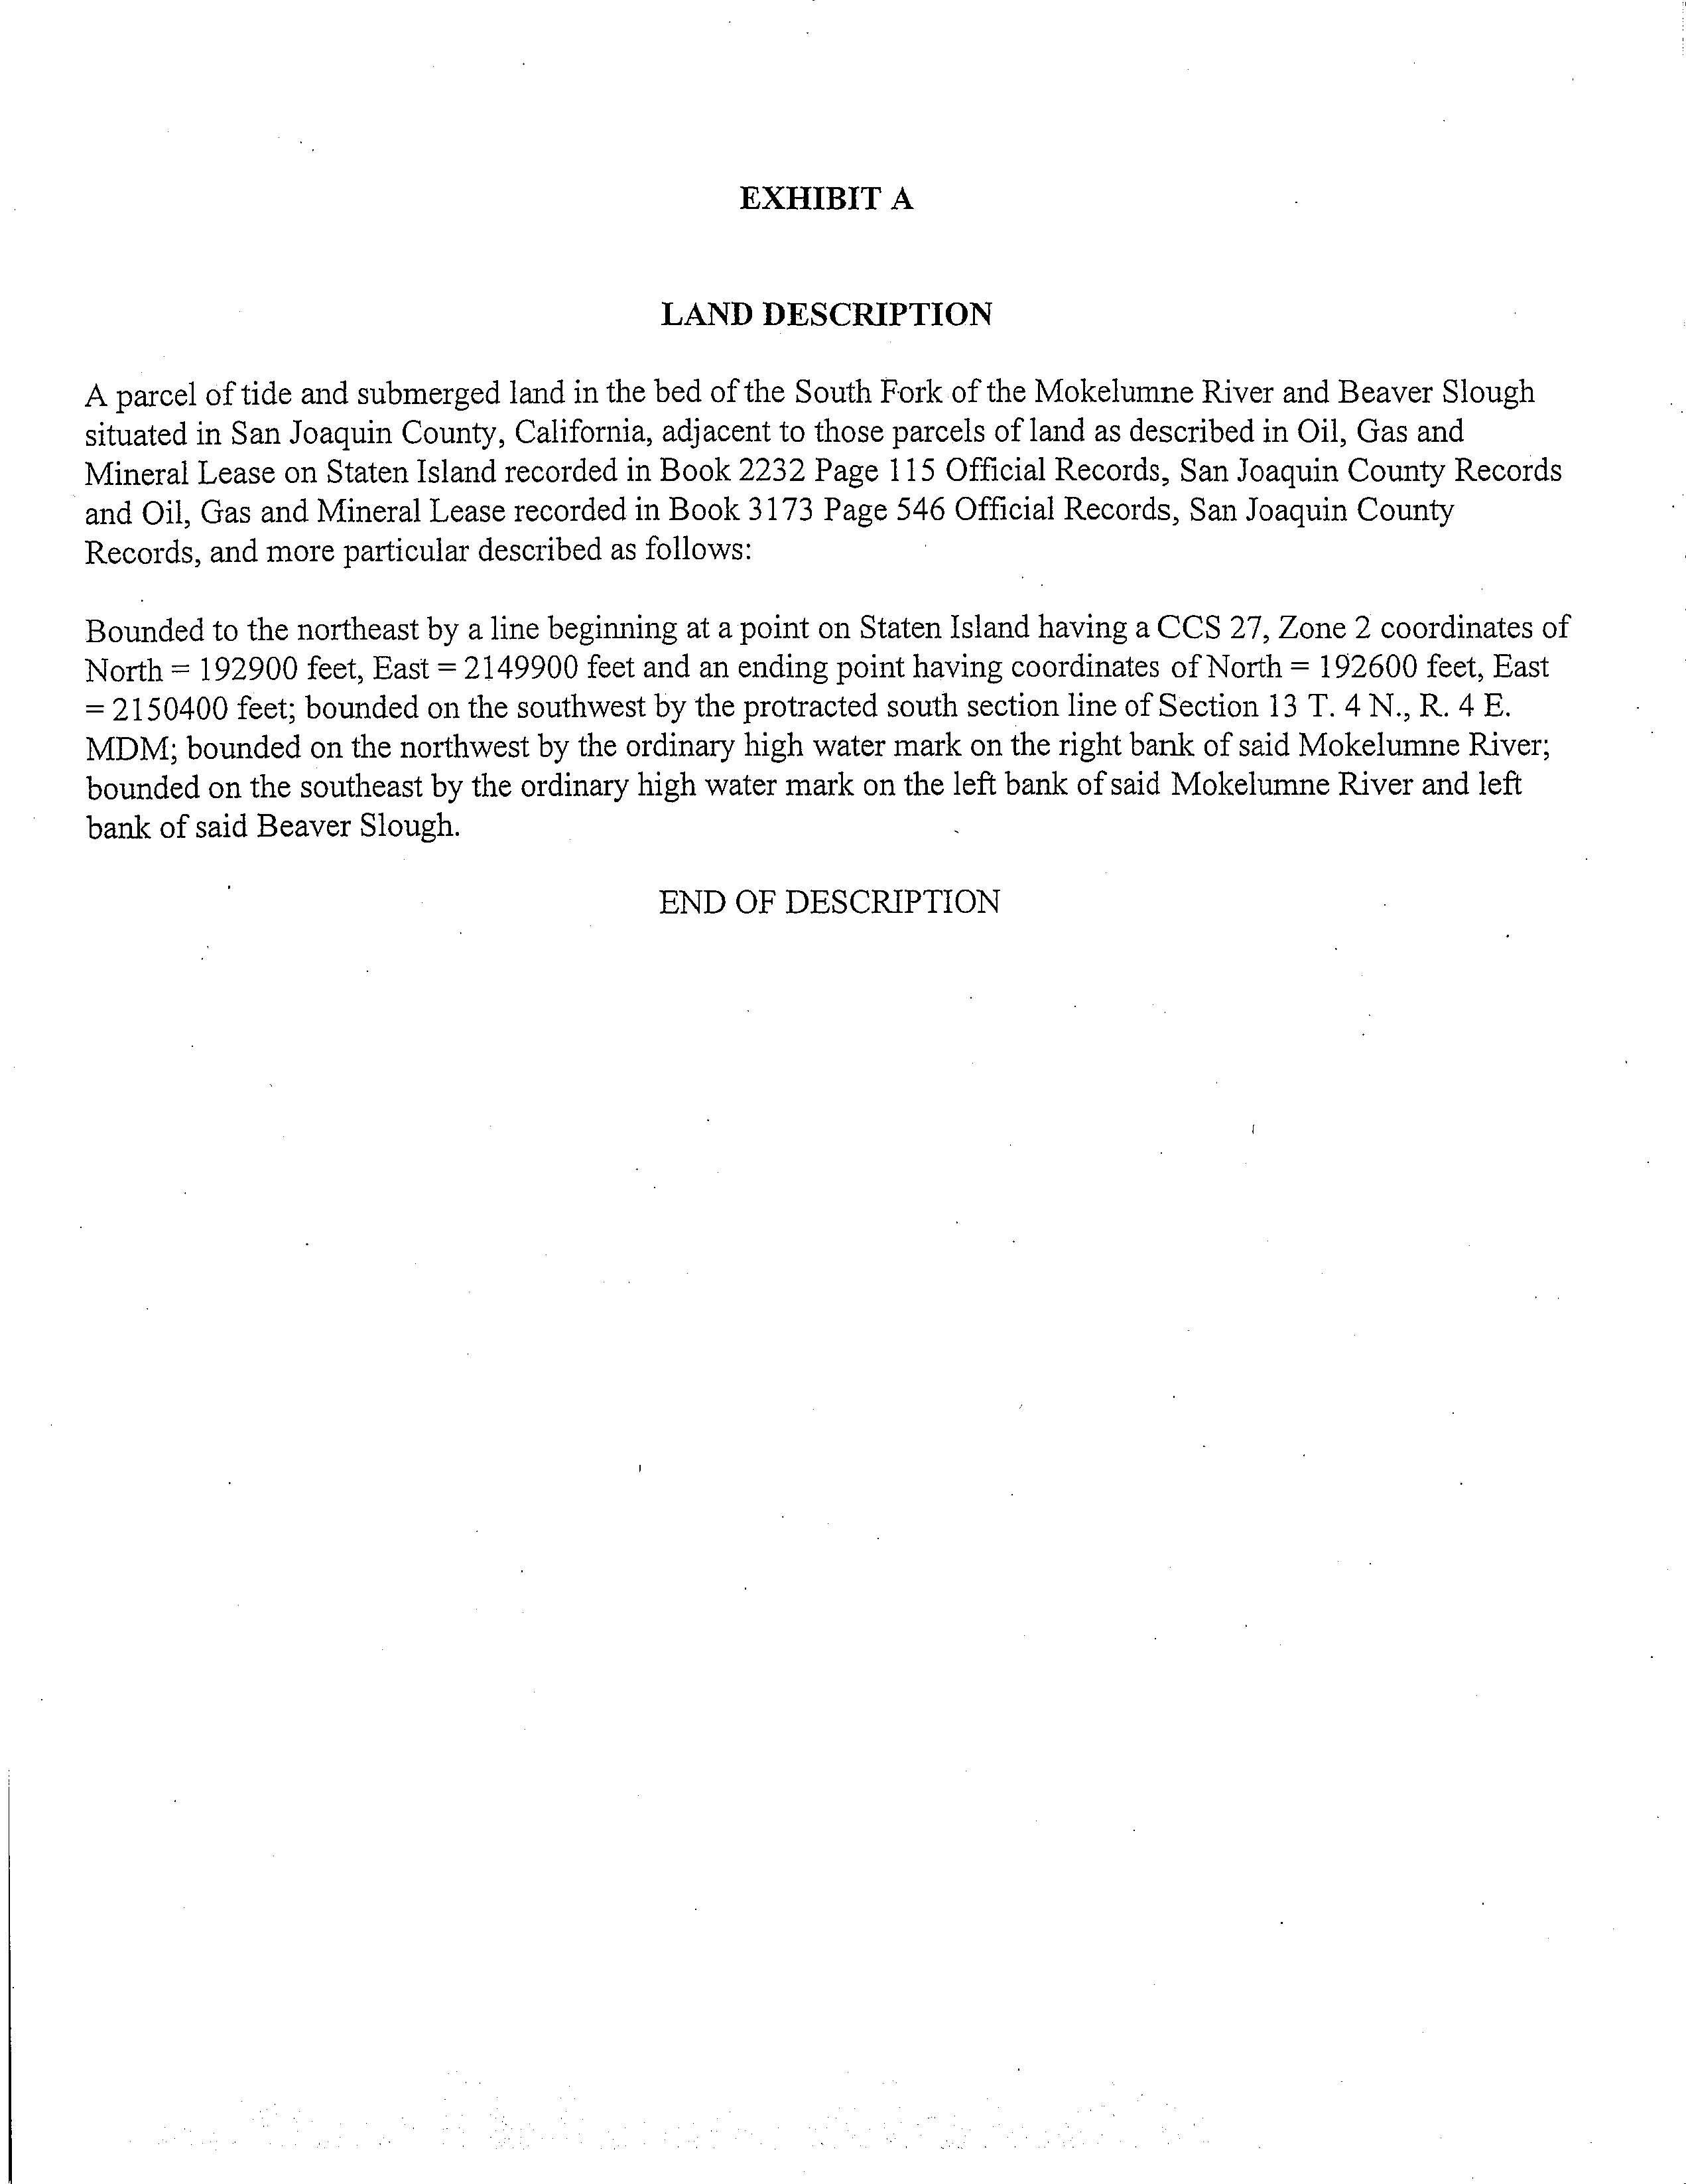 EXHIBIT A
LAND DESCRIPTION
A parcel of tide and submerged land in the bed of the South Fork of the Mokelumne River and Beaver Slough
situated in San Joaquin County, California, adjacent to those parcels of land as described in Oil, Gas and
Mineral Lease on Staten Island recorded in Book 2232 Page 115 Official Records, San Joaquin County Records
and Oil, Gas and Mineral Lease recorded in Book 3173 Page 546 Official Records, San Joaquin County
Records, and more particular described as follows:
Bounded to the northeast by a line beginning at a point on Staten Island having a CCS 27, Zone 2 coordinates of
North = 192900 feet, East = 2149900 feet and an ending point having coordinates of North = 192600 feet, East
= 2150400 feet; bounded on the southwest by the protracted south section line of Section 13 T. 4 N., R. 4 E.
MDM; bounded on the northwest by the ordinary high water mark on the right bank of said Mokelumne River;
bounded on the southeast by the ordinary high water mark on the left bank of said Mokelumne River and left
bank of said Beaver Slough.
END OF DESCRIPTION